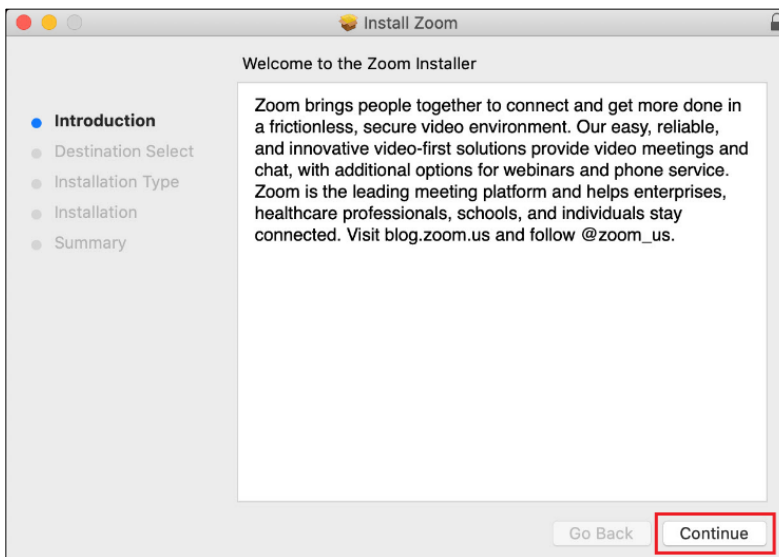 Install Zoom
Welcome to the Zoom Installer
Introduction
Destination Select
Installation Type
Installation
Summary
Zoom brings people together to connect and get more done in
a frictionless, secure video environment. Our easy, reliable,
and innovative video-first solutions provide video meetings and
chat, with additional options for webinars and phone service.
Zoom is the leading meeting platform and helps enterprises,
healthcare professionals, schools, and individuals stay
connected. Visit blog.zoom.us and follow @zoom_us.
Go Back
Continue